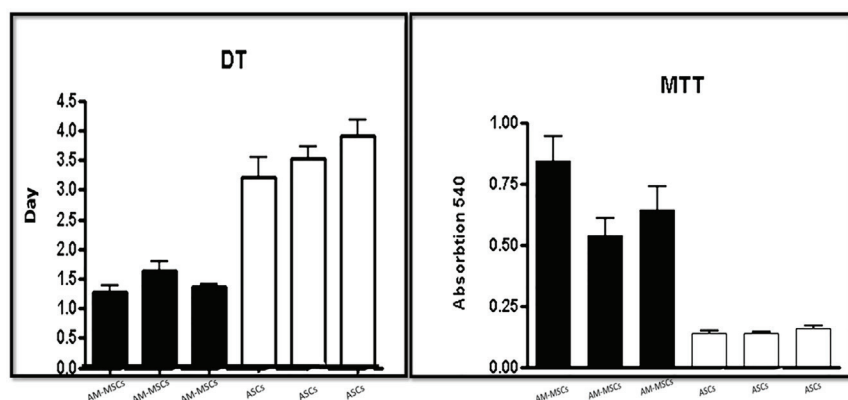 DT
4.5
4.0
3.5
3.0
2.5
2.0
1.5
1.0
0.5
0.0
Day
AM-MSCs AM-MSCs AM-MSCs ASCs ASCs ASCs
MTT
1.00
0.75
0.50
0.25
0.00
Absorbtion 540
AM-MSCs AM-MSCs AM-MSCs ASCs ASCs ASCs